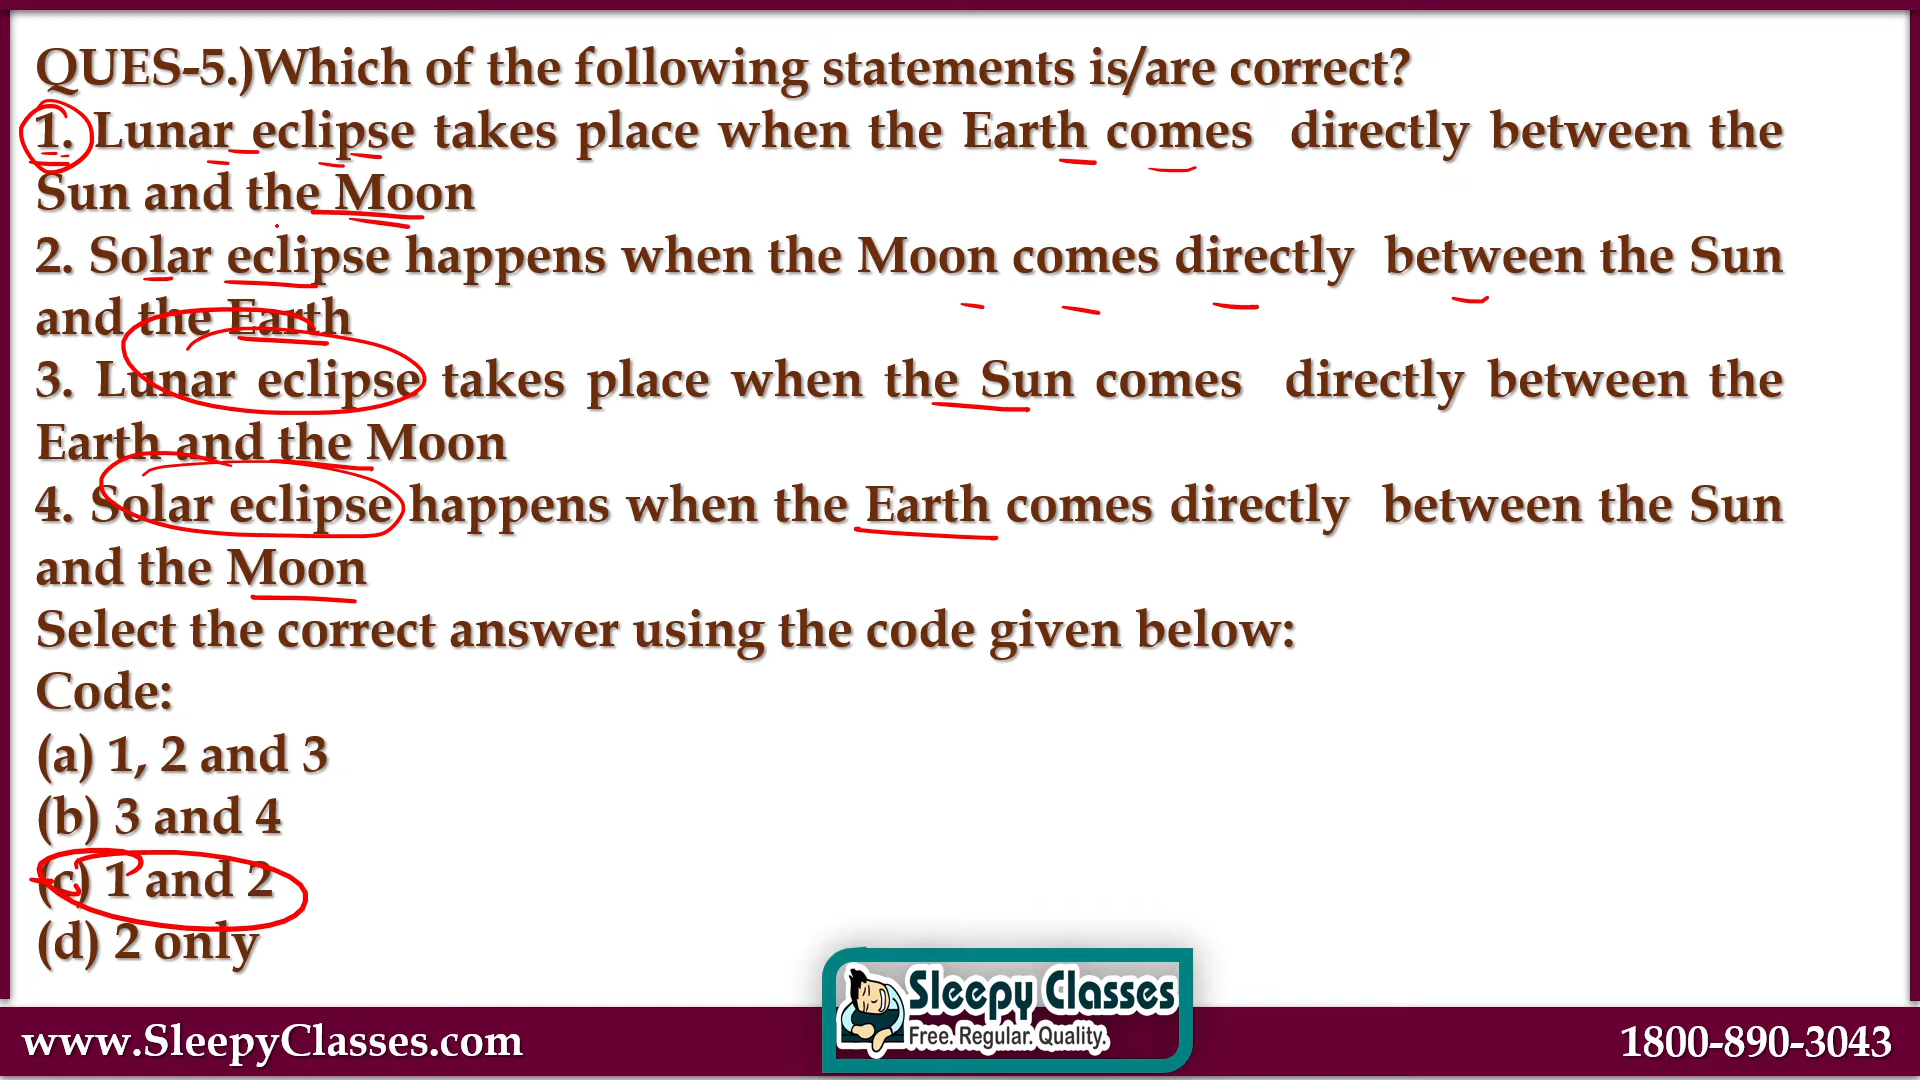 QUES-5.)Which of the following statements is/are correct?
1. Lunar eclipse takes place when the Earth comes directly between the
Sun and the Moon
2. Solar eclipse happens when the Moon comes directly between the Sun
and the Earth
3. Lunar eclipse takes place when the Sun comes directly between the
Earth and the Moon
4. Solar eclipse happens when the Earth comes directly between the Sun
and the Moon
Select the correct answer using the code given below:
Code:
(a) 1, 2 and 3
(b) 3 and 4
(c) 1 and 2
(d) 2 only
Sleepy Classes
Free. Regular. Quality.
www.SleepyClasses.com
1800-890-3043